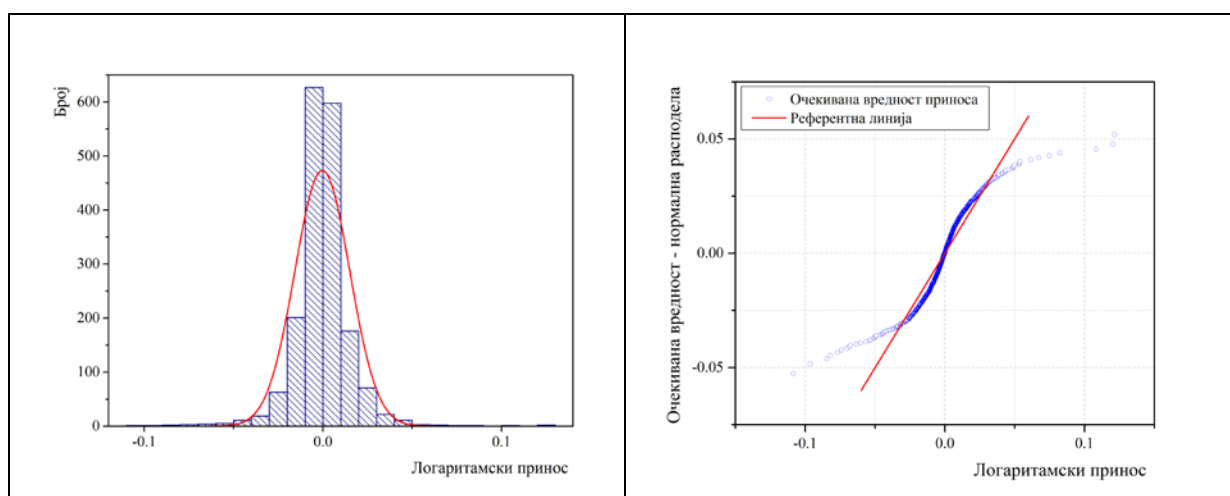 Број
600
500
400
300
200
100
0
-0.1
0.0
0.1
Логаритамски принос
Очекивана вредност - нормална расподела
Очекивана вредност приноса
Референтна линија
0.05
0.00
-0.05
-0.1
0.0
0.1
Логаритамски принос